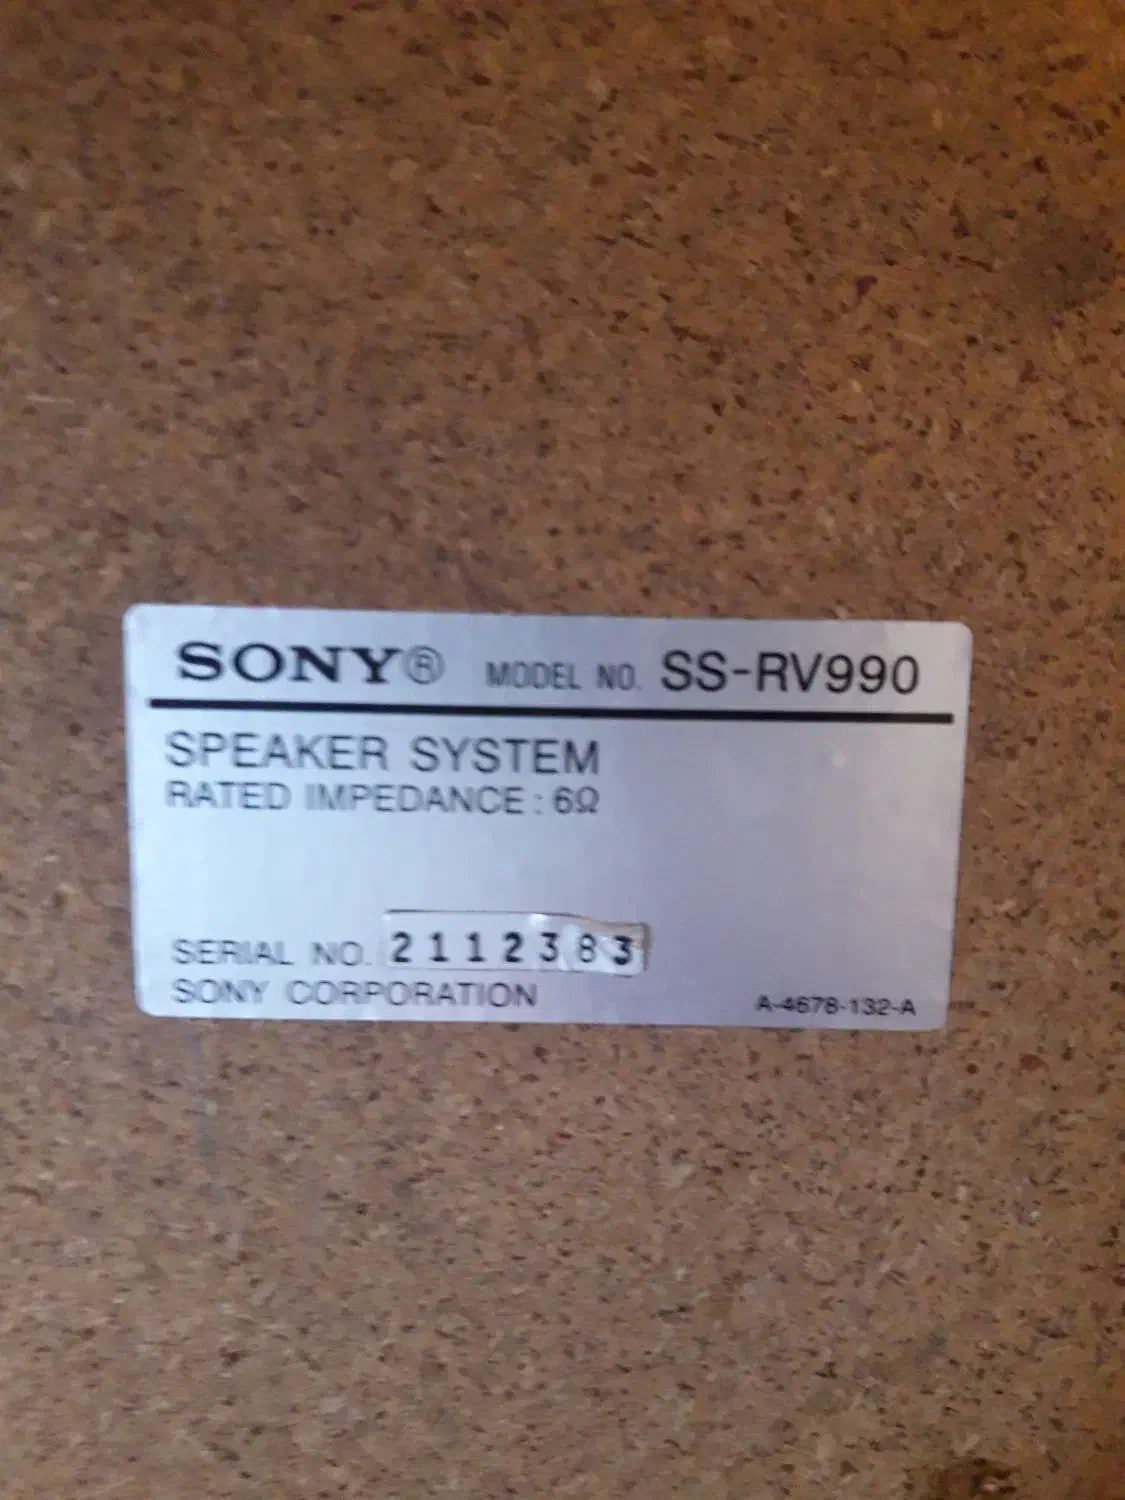 SONY® MODEL NO. SS-RV990
SPEAKER SYSTEM
RATED IMPEDANCE : 6Ω
SERIAL NO. 2112383
SONY CORPORATION A-4678-132-A